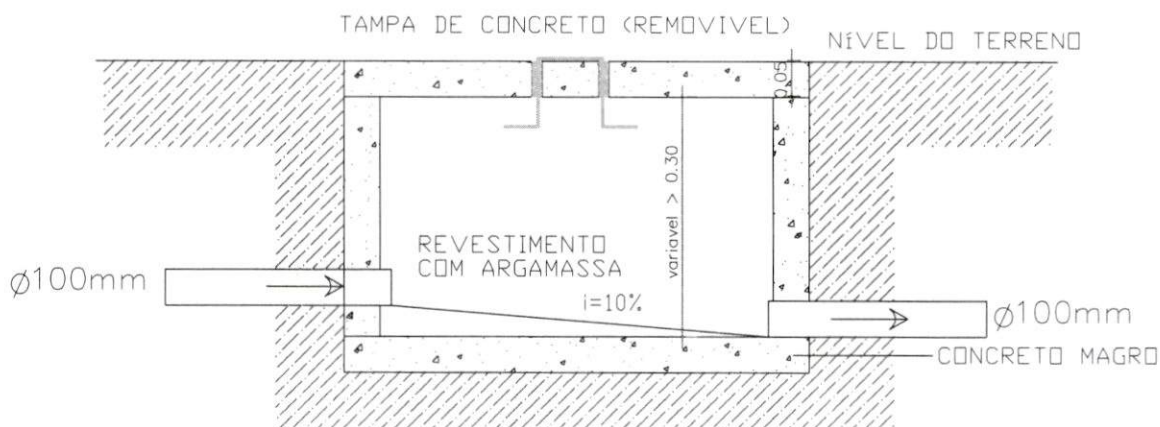 TAMPA DE CONCRETO (REMOVIVEL)
NíVEL DO TERRENO
0,05
variavel > 0.30
REVESTIMENTO
COM ARGAMASSA
i=10%
Ø100mm
Ø100mm
CONCRETO MAGRO